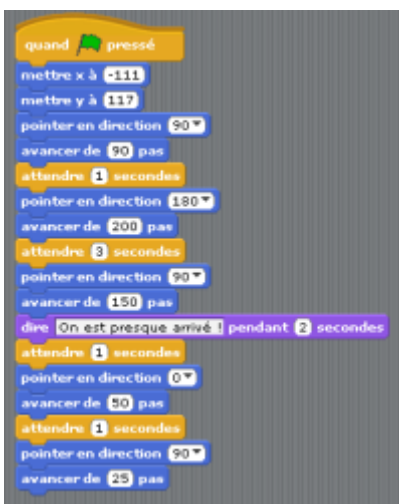 quand pressé
mettre x à -111
mettre y à 117
pointer en direction 90
avancer de 90 pas
attendre 1 secondes
pointer en direction 180
avancer de 200 pas
attendre 3 secondes
pointer en direction 90
avancer de 150 pas
dire On est presque arrivé ! pendant 2 secondes
attendre 1 secondes
pointer en direction 0
avancer de 50 pas
attendre 1 secondes
pointer en direction 90
avancer de 25 pas